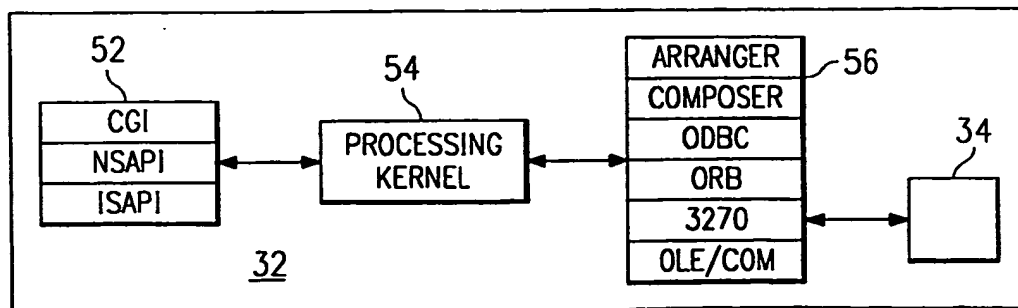 52
CGI
NSAPI
ISAPI
54
PROCESSING
KERNEL
ARRANGER
COMPOSER
ODBC
ORB
3270
OLE/COM
56
34
32